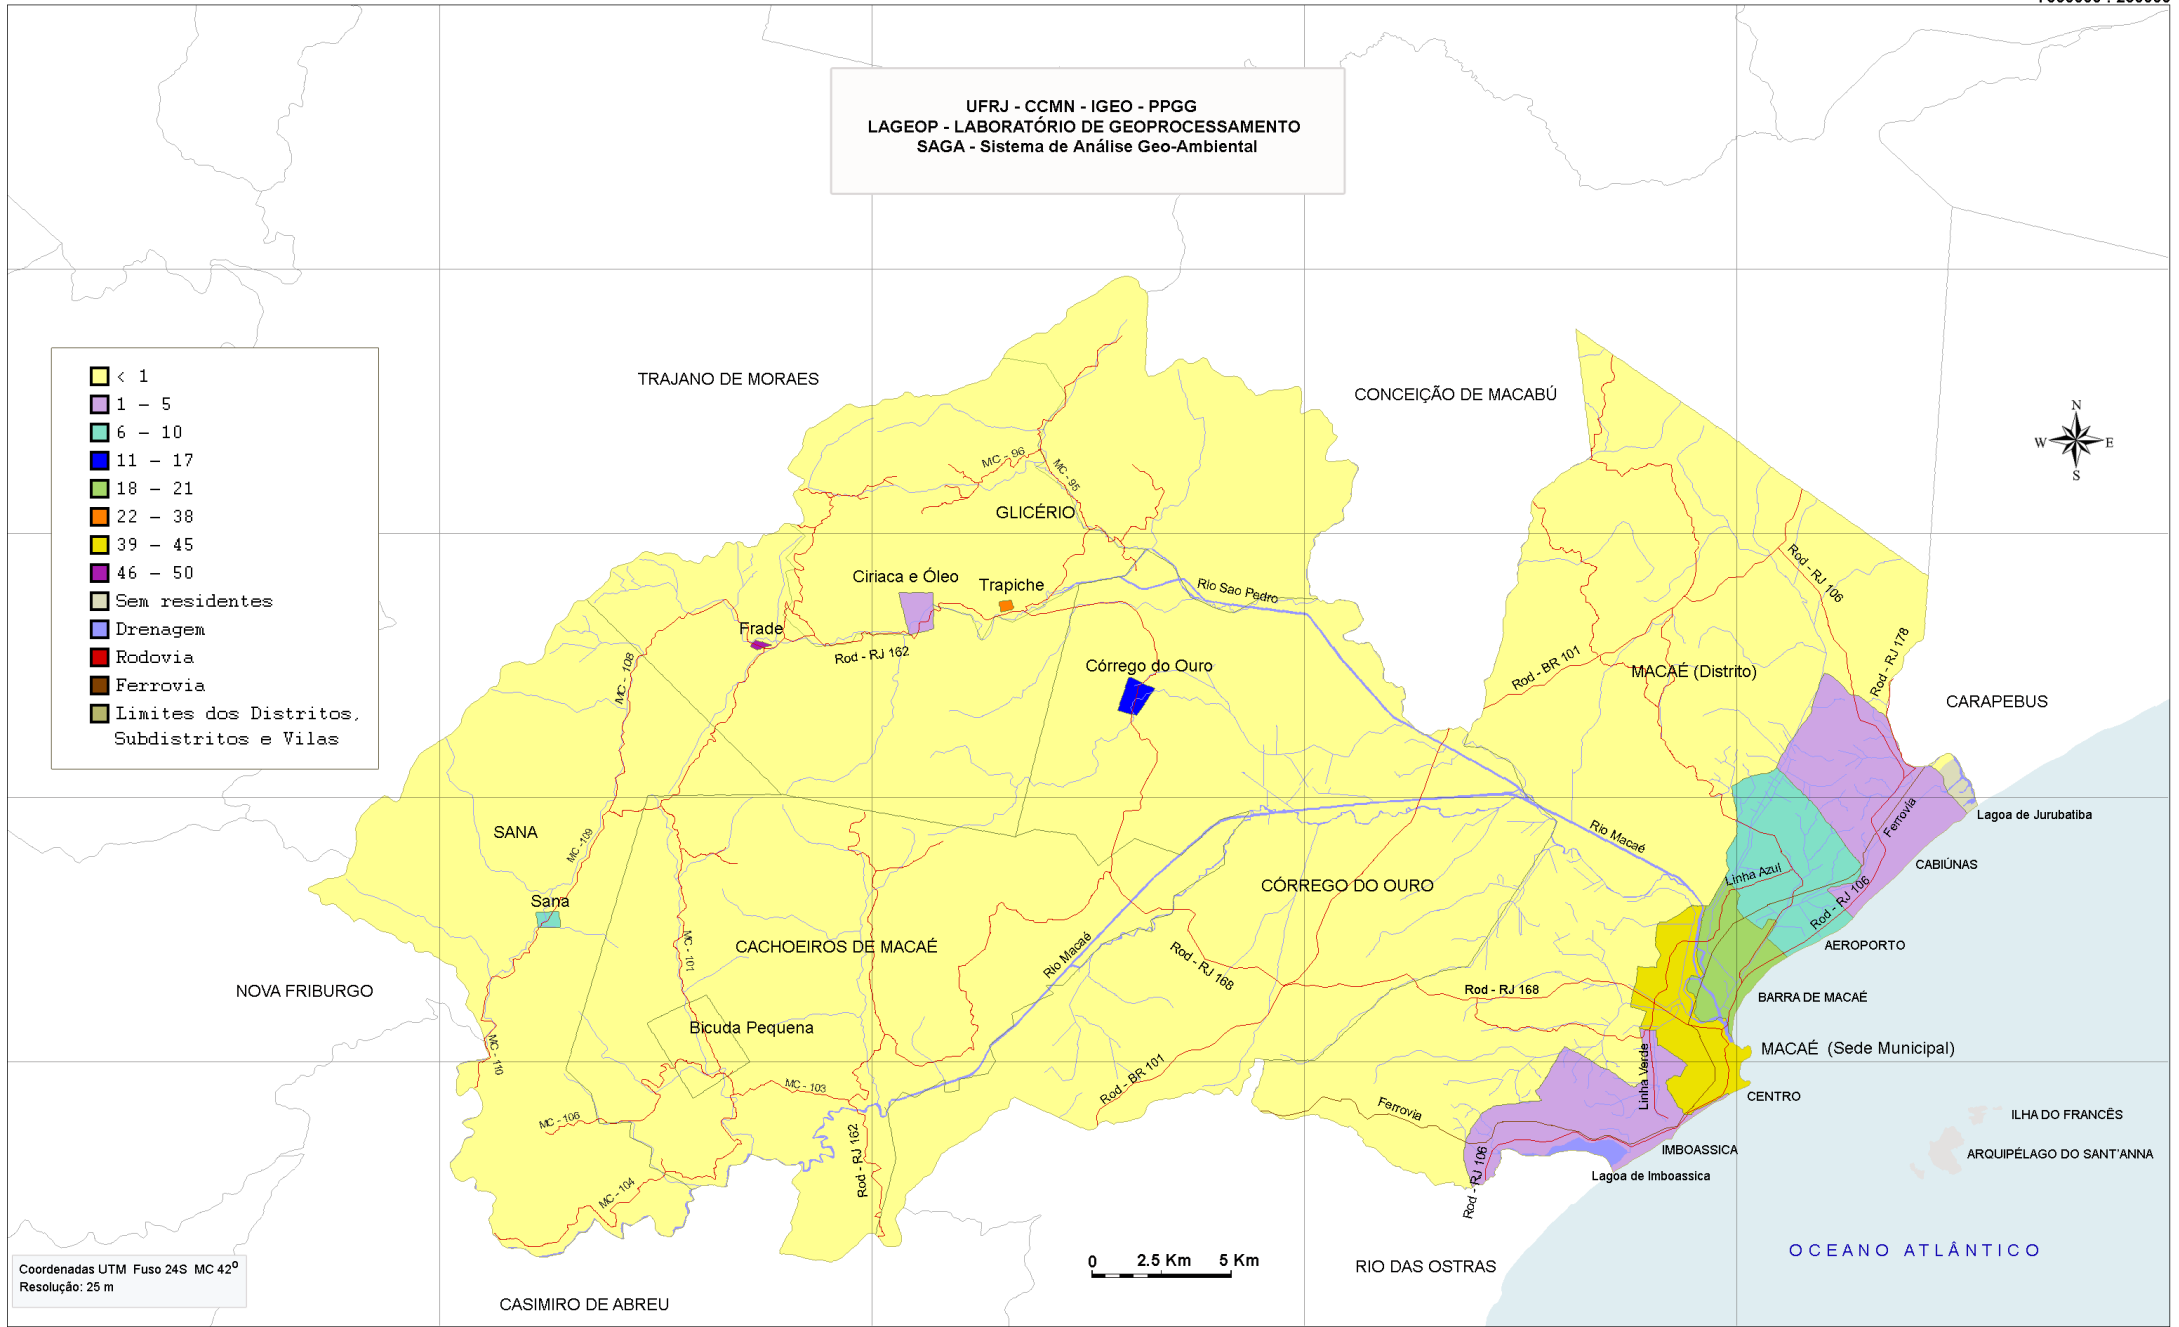 UFRJ - CCMN - IGEO - PPGG
LAGEOP - LABORATÓRIO DE GEOPROCESSAMENTO
SAGA - Sistema de Análise Geo-Ambiental
< 1
1 - 5
6 - 10
11 - 17
18 - 21
22 - 38
39 - 45
46 - 50
Sem residentes
Drenagem
Rodovia
Ferrovia
Limites dos Distritos,
Subdistritos e Vilas
TRAJANO DE MORAES
CONCEIÇÃO DE MACABÚ
N
W
E
S
MC - 96
MC - 95
GLICÉRIO
Ciriaca e Óleo
Trapiche
Rio Sao Pedro
Rod - RJ 106
Frade
Rod - RJ 162
MC - 108
Córrego do Ouro
Rod - BR 101
MACAÉ (Distrito)
Rod - RJ 178
CARAPEBUS
SANA
MC - 109
Rio Macaé
Ferrovia
Lagoa de Jurubatiba
CABIÚNAS
Linha Azul
CÓRREGO DO OURO
Sana
Rod - RJ 106
AEROPORTO
CACHOEIROS DE MACAÉ
MC - 101
Rio Macaé
Rod - RJ 168
Rod - RJ 168
NOVA FRIBURGO
BARRA DE MACAÉ
Bicuda Pequena
MC - 110
MACAÉ (Sede Municipal)
Linha Verde
MC - 103
Rod - BR 101
CENTRO
Ferrovia
MC - 106
ILHA DO FRANCÊS
Rod - RJ 162
IMBOASSICA
ARQUIPÉLAGO DO SANT'ANNA
Rod - RJ 106
Lagoa de Imboassica
MC - 104
OCEANO ATLÂNTICO
0 2.5 Km 5 Km
RIO DAS OSTRAS
Coordenadas UTM Fuso 24S MC 42º
Resolução: 25 m
CASIMIRO DE ABREU